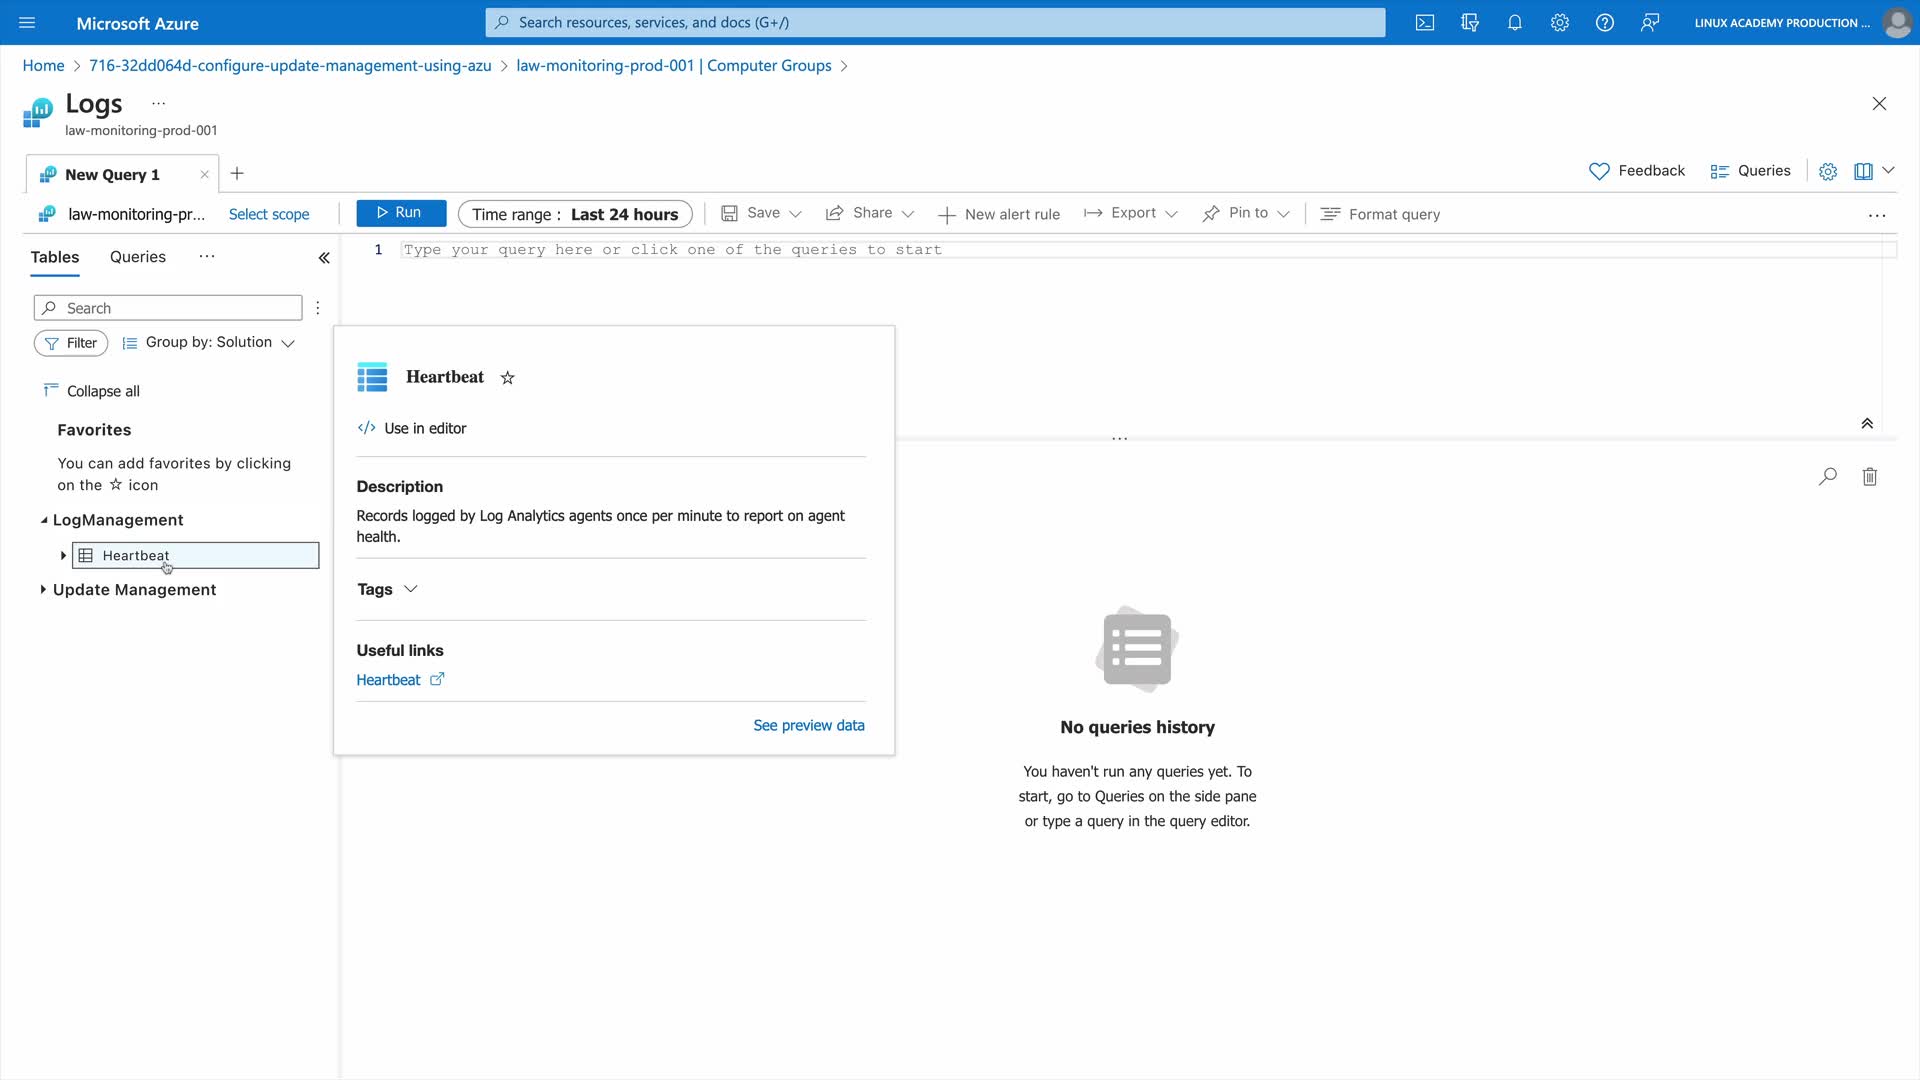 Microsoft Azure
Search resources, services, and docs (G+/)
LINUX ACADEMY PRODUCTION ...
Home > 716-32dd064d-configure-update-management-using-azu > law-monitoring-prod-001 | Computer Groups >
Logs ...
law-monitoring-prod-001
New Query 1
Feedback
Queries
law-monitoring-pr...
Select scope
Run
Time range : Last 24 hours
Save
Share
New alert rule
Export
Pin to
Format query
...
Tables
Queries
...
1
Type your query here or click one of the queries to start
Search
Filter
Group by: Solution
Collapse all
Favorites
You can add favorites by clicking
on the ☆ icon
LogManagement
Heartbeat
Update Management
Heartbeat
Use in editor
Description
Records logged by Log Analytics agents once per minute to report on agent
health.
Tags
Useful links
Heartbeat
See preview data
No queries history
You haven't run any queries yet. To
start, go to Queries on the side pane
or type a query in the query editor.